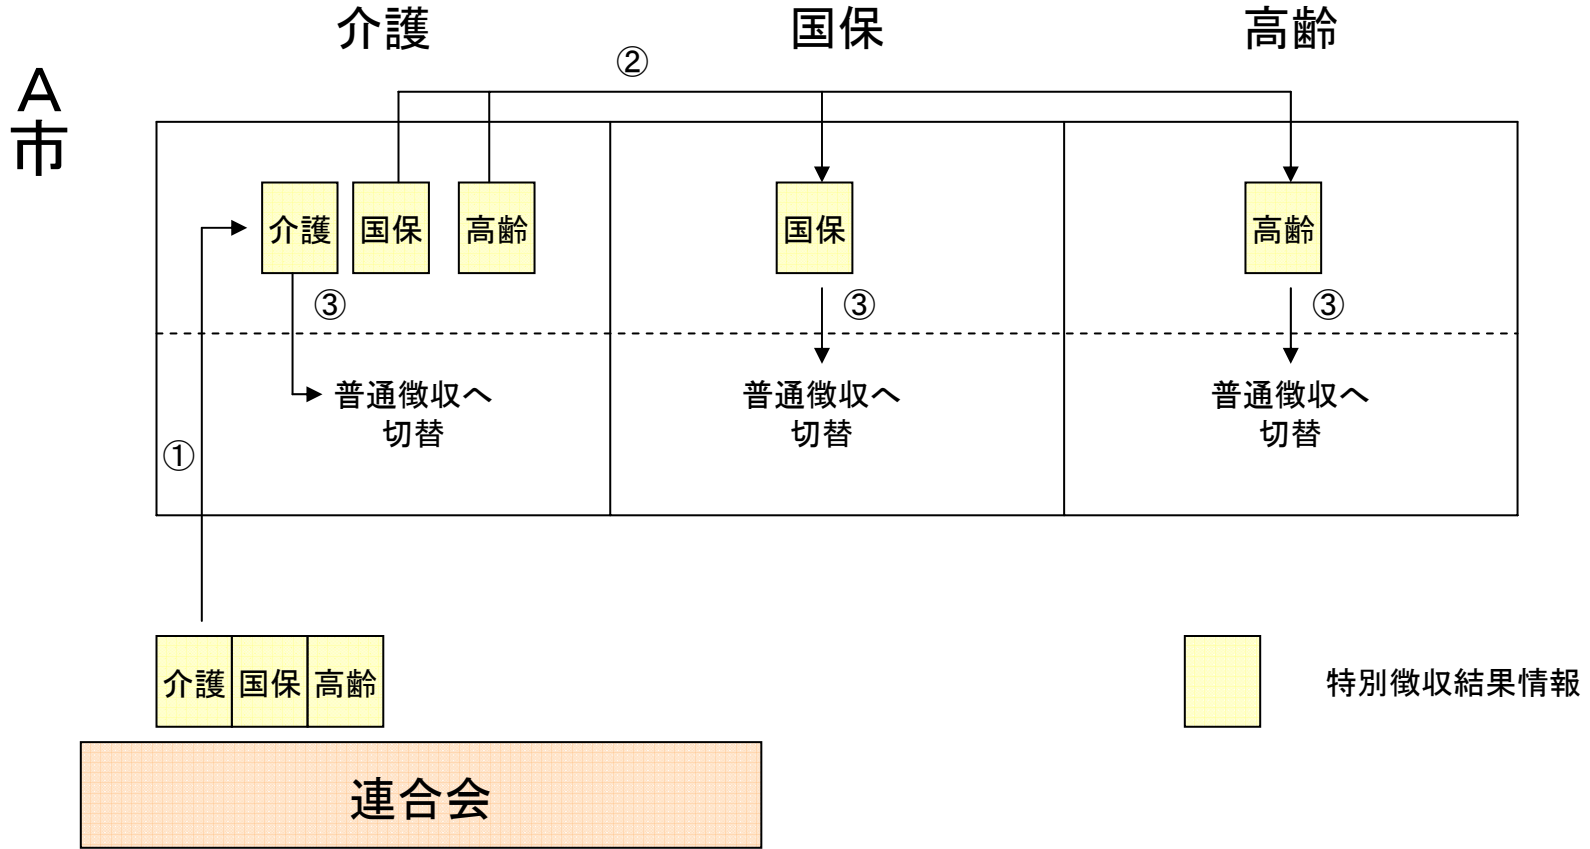 介護
国保
高齢
②
A
市
介護
国保
高齢
国保
高齢
③
③
③
普通徴収へ
切替
普通徴収へ
切替
普通徴収へ
切替
①
介護
国保
高齢
特別徴収結果情報
連合会